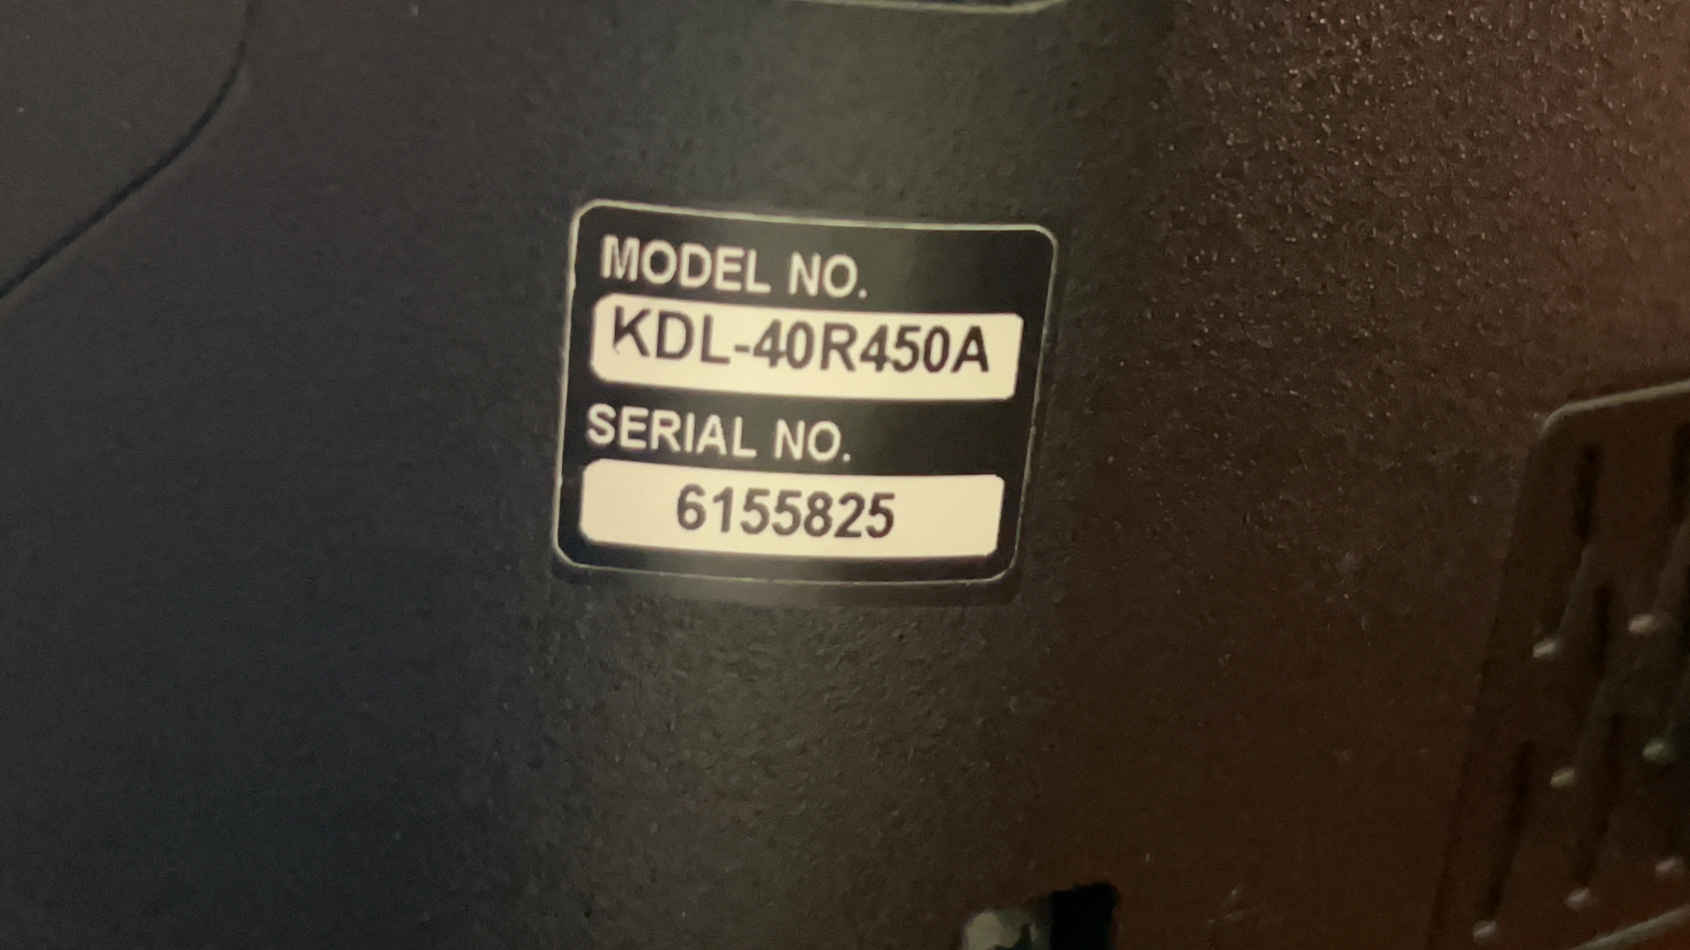 MODEL NO.
KDL-40R450A
SERIAL NO.
6155825